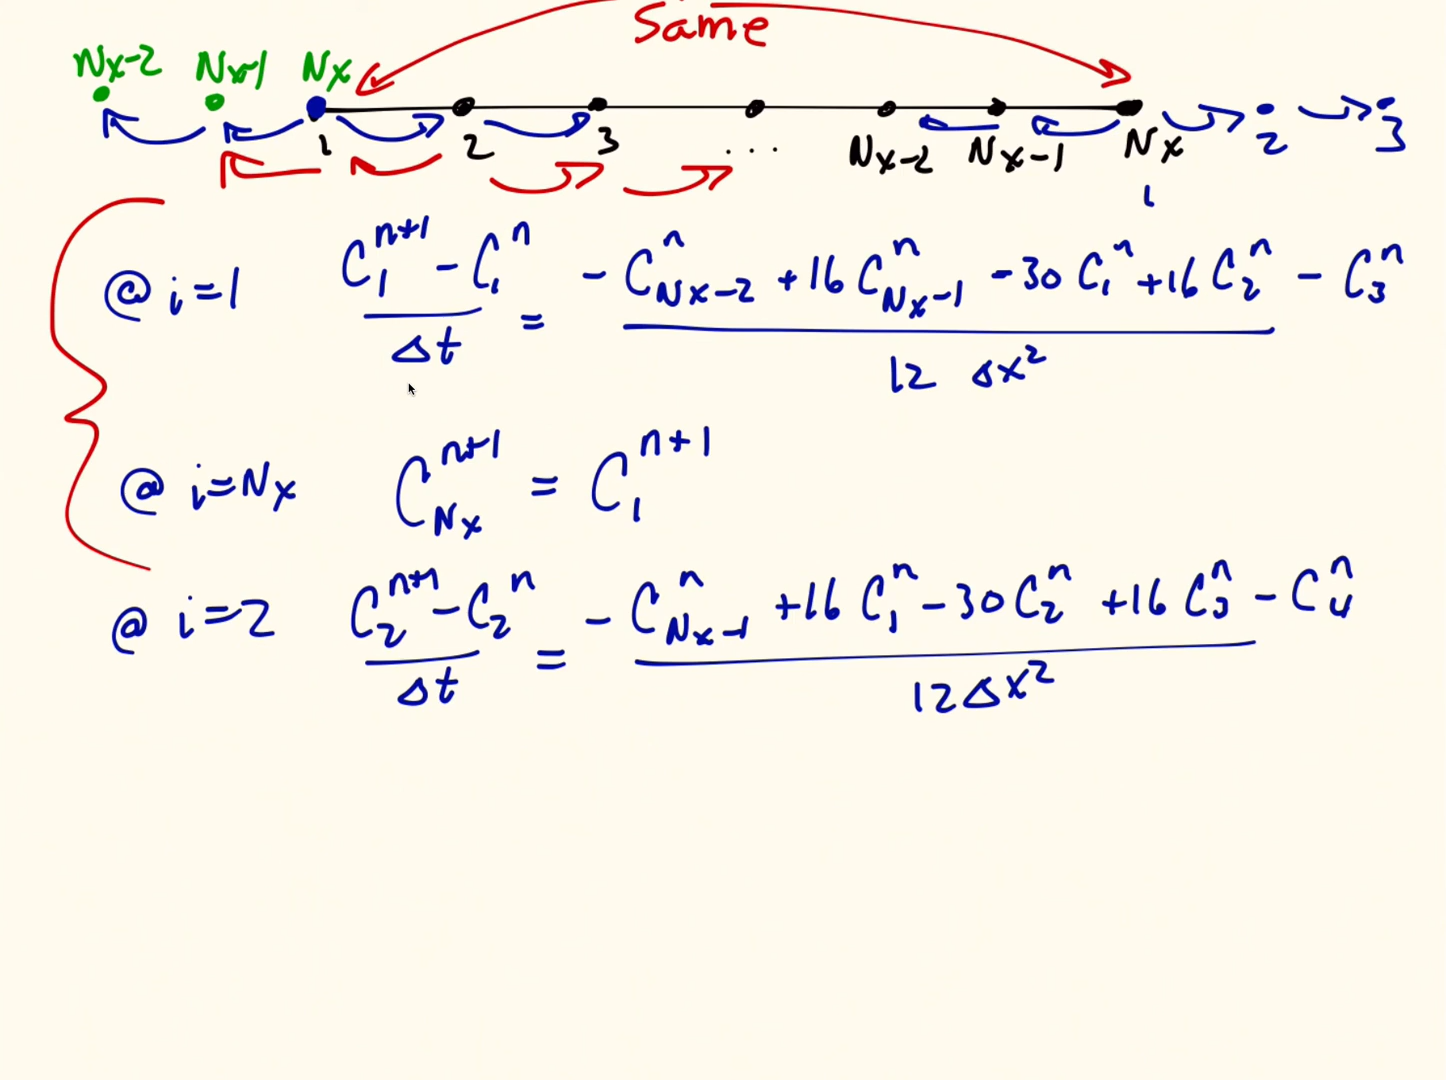 Same
Nx-2 Nx-1 Nx
1 2 3 ... Nx-2 Nx-1 Nx 2 3
1
@ i=1 (C_1^{n+1} - C_1^n)/Δt = (-C_{Nx-2}^n + 16 C_{Nx-1}^n - 30 C_1^n + 16 C_2^n - C_3^n)/(12 Δx^2)
@ i=Nx C_{Nx}^{n+1} = C_1^{n+1}
@ i=2 (C_2^{n+1} - C_2^n)/Δt = (-C_{Nx-1}^n + 16 C_1^n - 30 C_2^n + 16 C_3^n - C_4^n)/(12Δx^2)